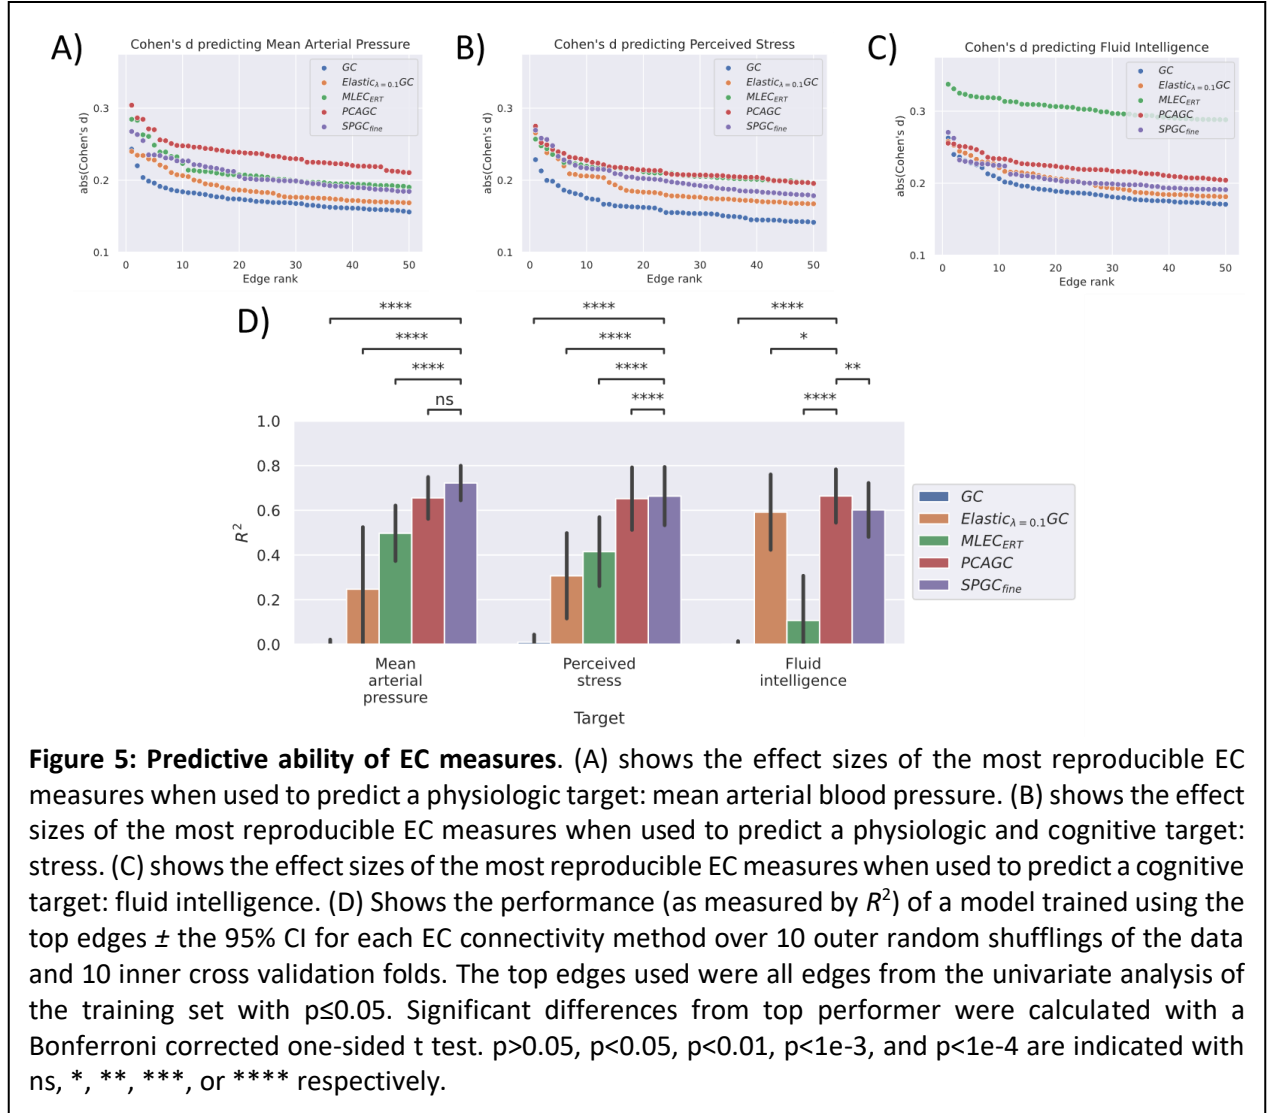 A)
Cohen's d predicting Mean Arterial Pressure
GC
Elastic_{λ=0.1}GC
MLEC_{ERT}
PCAGC
SPGC_{fine}
abs(Cohen's d)
0.3
0.2
0.1
0 10 20 30 40 50
Edge rank
B)
Cohen's d predicting Perceived Stress
GC
Elastic_{λ=0.1}GC
MLEC_{ERT}
PCAGC
SPGC_{fine}
abs(Cohen's d)
0.3
0.2
0.1
0 10 20 30 40 50
Edge rank
C)
Cohen's d predicting Fluid Intelligence
GC
Elastic_{λ=0.1}GC
MLEC_{ERT}
PCAGC
SPGC_{fine}
abs(Cohen's d)
0.3
0.2
0.1
0 10 20 30 40 50
Edge rank
D)
**** **** ****
**** **** *
**** **** **
ns **** ****
R²
1.0
0.8
0.6
0.4
0.2
0.0
Mean
arterial
pressure
Perceived
stress
Fluid
intelligence
Target
GC
Elastic_{λ=0.1}GC
MLEC_{ERT}
PCAGC
SPGC_{fine}
Figure 5: Predictive ability of EC measures. (A) shows the effect sizes of the most reproducible EC
measures when used to predict a physiologic target: mean arterial blood pressure. (B) shows the effect
sizes of the most reproducible EC measures when used to predict a physiologic and cognitive target:
stress. (C) shows the effect sizes of the most reproducible EC measures when used to predict a cognitive
target: fluid intelligence. (D) Shows the performance (as measured by R²) of a model trained using the
top edges ± the 95% CI for each EC connectivity method over 10 outer random shufflings of the data
and 10 inner cross validation folds. The top edges used were all edges from the univariate analysis of
the training set with p≤0.05. Significant differences from top performer were calculated with a
Bonferroni corrected one-sided t test. p>0.05, p<0.05, p<0.01, p<1e-3, and p<1e-4 are indicated with
ns, *, **, ***, or **** respectively.